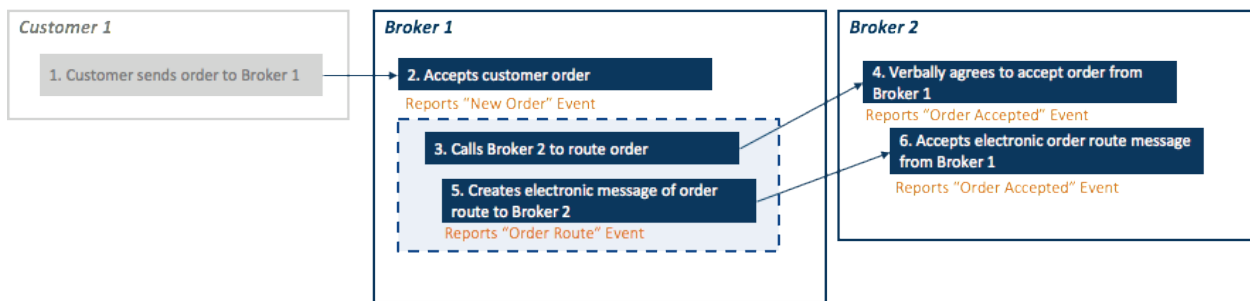 Customer 1
1. Customer sends order to Broker 1
Broker 1
2. Accepts customer order
Reports "New Order" Event
3. Calls Broker 2 to route order
5. Creates electronic message of order
route to Broker 2
Reports "Order Route" Event
Broker 2
4. Verbally agrees to accept order from
Broker 1
Reports "Order Accepted" Event
6. Accepts electronic order route message
from Broker 1
Reports "Order Accepted" Event